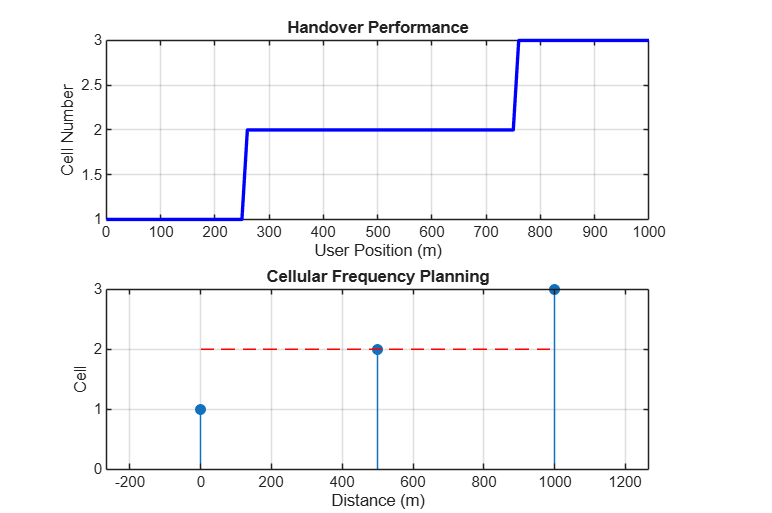 Handover Performance
3
2.5
2
1.5
1
Cell Number
0 100 200 300 400 500 600 700 800 900 1000
User Position (m)
Cellular Frequency Planning
3
2
1
0
Cell
-200 0 200 400 600 800 1000 1200
Distance (m)